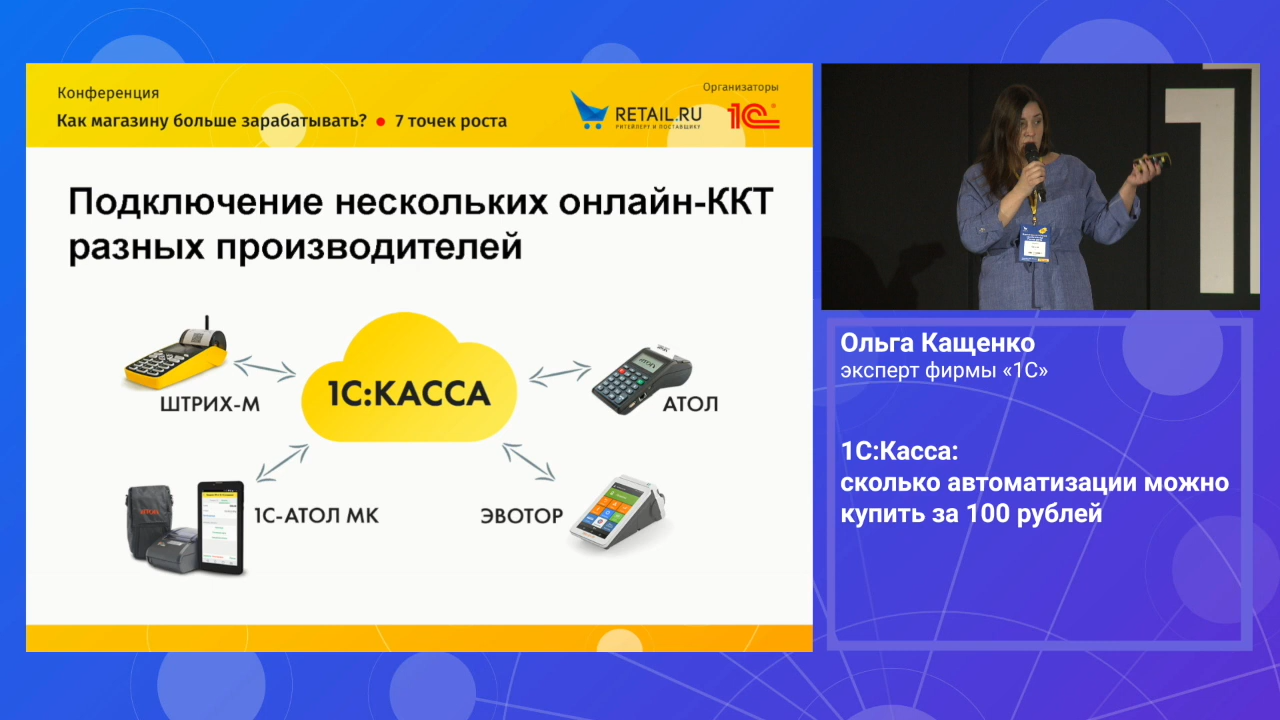 Конференция
Как магазину больше зарабатывать? ● 7 точек роста
Организаторы
RETAIL.RU
РИТЕЙЛЕРУ И ПОСТАВЩИКУ
1С
Подключение нескольких онлайн-ККТ
разных производителей
1С:КАССА
ШТРИХ-М
АТОЛ
1С-АТОЛ МК
ЭВОТОР
Ольга Кащенко
эксперт фирмы «1С»
1С:Касса:
сколько автоматизации можно
купить за 100 рублей